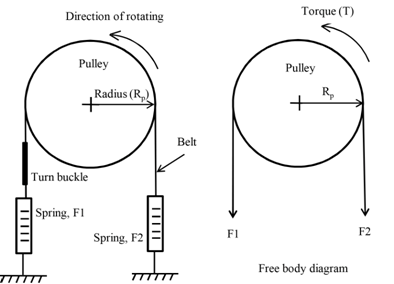 Direction of rotating
Pulley
Radius (Rp)
Belt
Turn buckle
Spring, F1
Spring, F2
Torque (T)
Pulley
Rp
F1
F2
Free body diagram